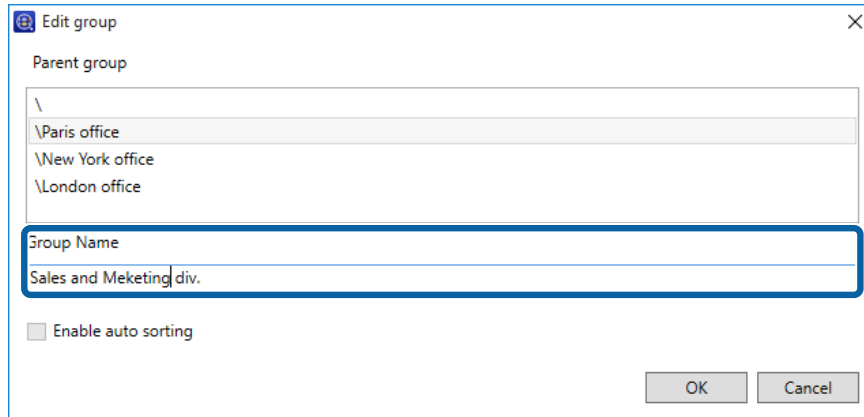 Edit group
Parent group
\
\Paris office
\New York office
\London office
Group Name
Sales and Meketing div.
Enable auto sorting
OK
Cancel